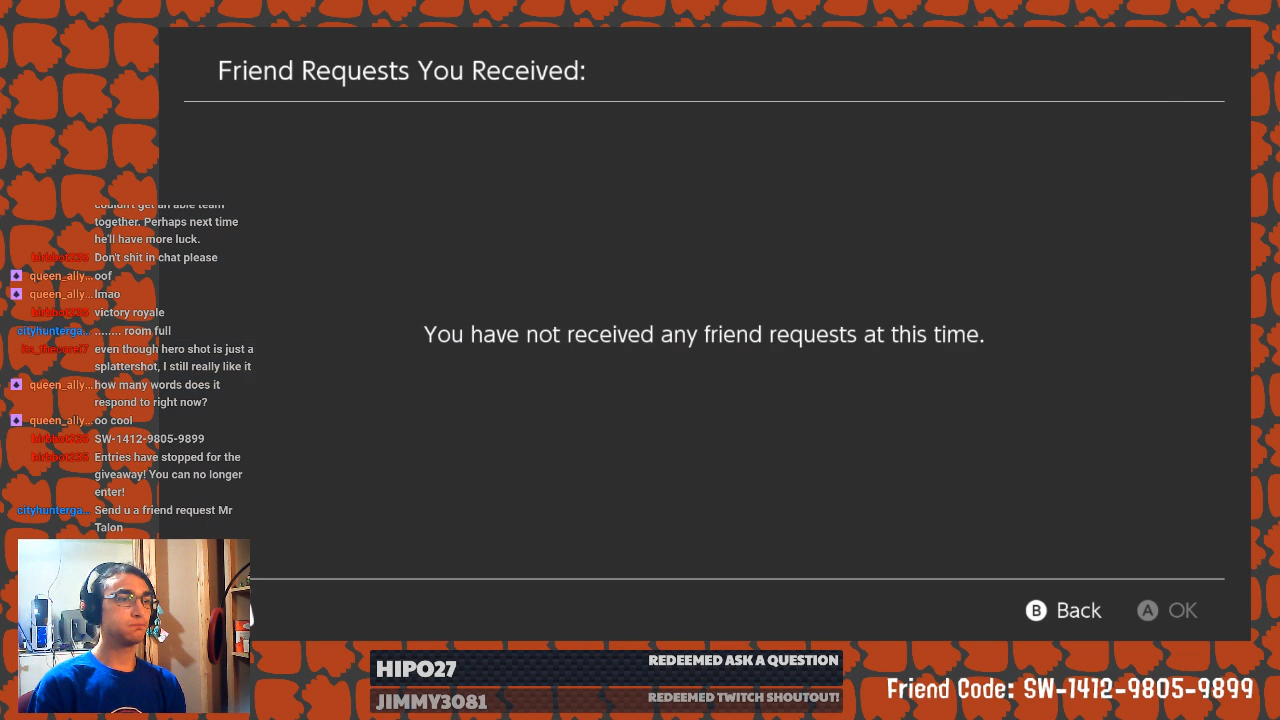 Friend Requests You Received:
couldn't get an able team
together. Perhaps next time
he'll have more luck.
birbbot235 Don't shit in chat please
queen_ally... oof
queen_ally... lmao
birbbot235 victory royale
cityhunterga... ........ room full
its_thecorei7 even though hero shot is just a
splattershot, I still really like it
queen_ally... how many words does it
respond to right now?
queen_ally... oo cool
birbbot235 SW-1412-9805-9899
birbbot235 Entries have stopped for the
giveaway! You can no longer
enter!
cityhunterga... Send u a friend request Mr
Talon
You have not received any friend requests at this time.
B Back A OK
HIPO27 REDEEMED ASK A QUESTION
JIMMY3081 REDEEMED TWITCH SHOUTOUT!
Friend Code: SW-1412-9805-9899